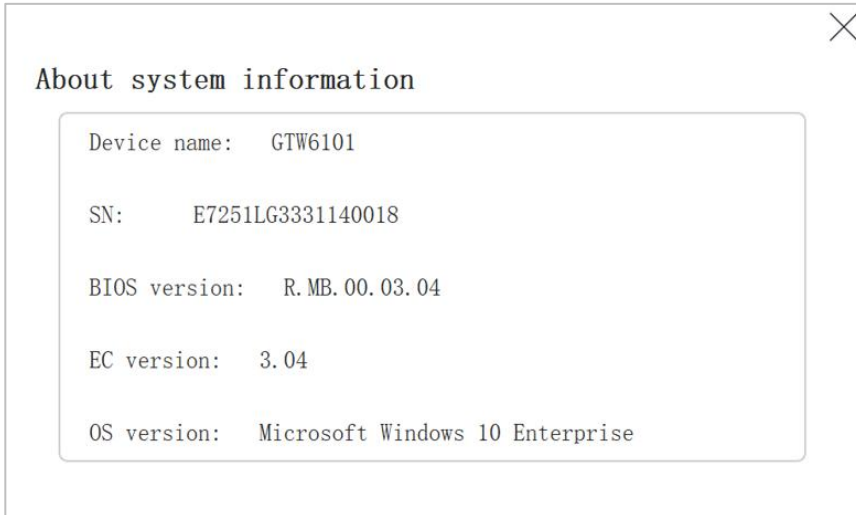 About system information
Device name: GTW6101
SN: E7251LG3331140018
BIOS version: R.MB.00.03.04
EC version: 3.04
OS version: Microsoft Windows 10 Enterprise